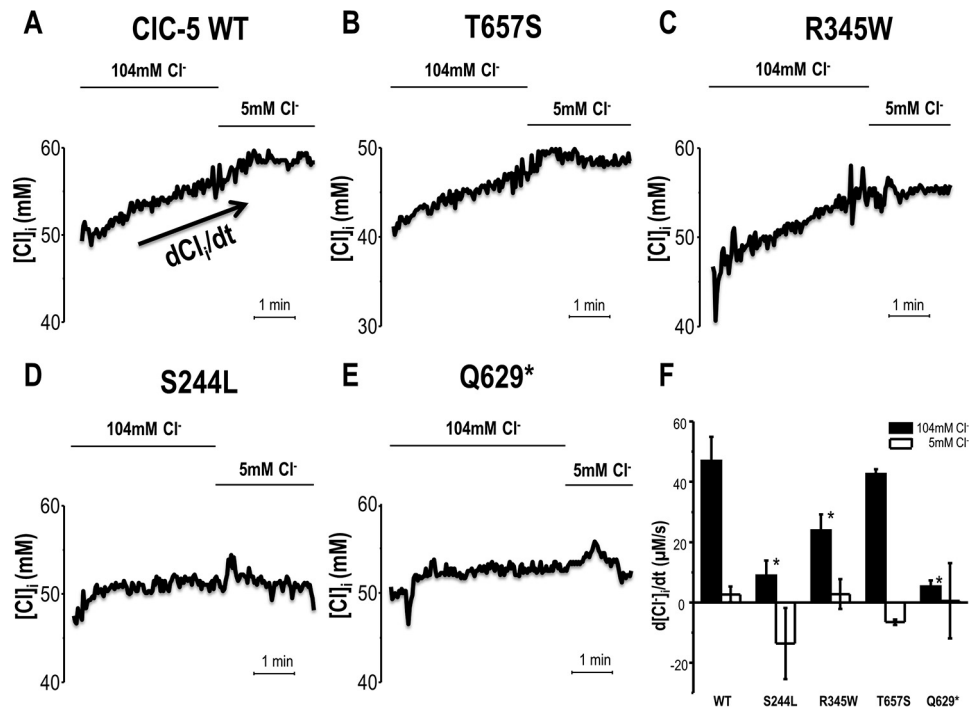 A
ClC-5 WT
104mM Cl-
5mM Cl-
60
50
40
[Cl]i (mM)
dCli/dt
1 min
B
T657S
104mM Cl-
5mM Cl-
50
40
30
[Cl]i (mM)
1 min
C
R345W
104mM Cl-
5mM Cl-
60
50
40
[Cl]i (mM)
1 min
D
S244L
104mM Cl-
5mM Cl-
60
50
40
[Cl]i (mM)
1 min
E
Q629*
104mM Cl-
5mM Cl-
60
50
40
[Cl]i (mM)
1 min
F
104mM Cl-
5mM Cl-
60
40
20
0
-20
d[Cl-]i/dt (µM/s)
*
*
*
WT S244L R345W T657S Q629*